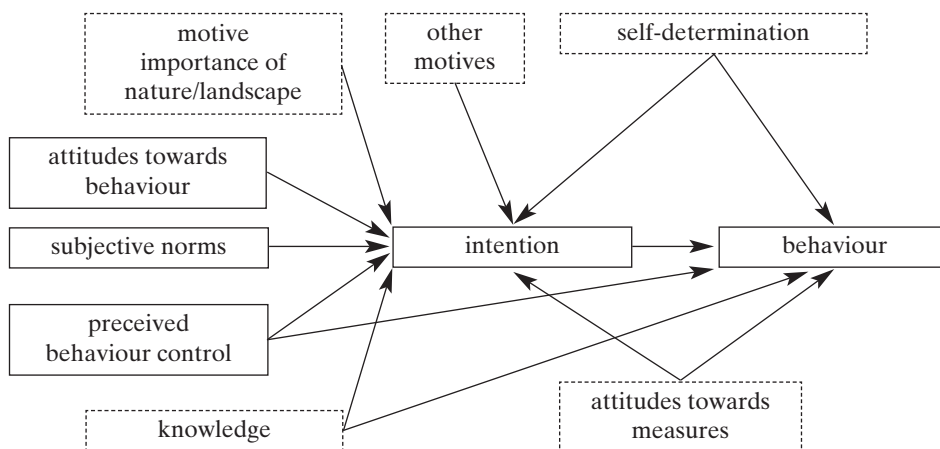 motive
importance of
nature/landscape
other
motives
self-determination
attitudes towards
behaviour
subjective norms
intention
behaviour
preceived
behaviour control
knowledge
attitudes towards
measures